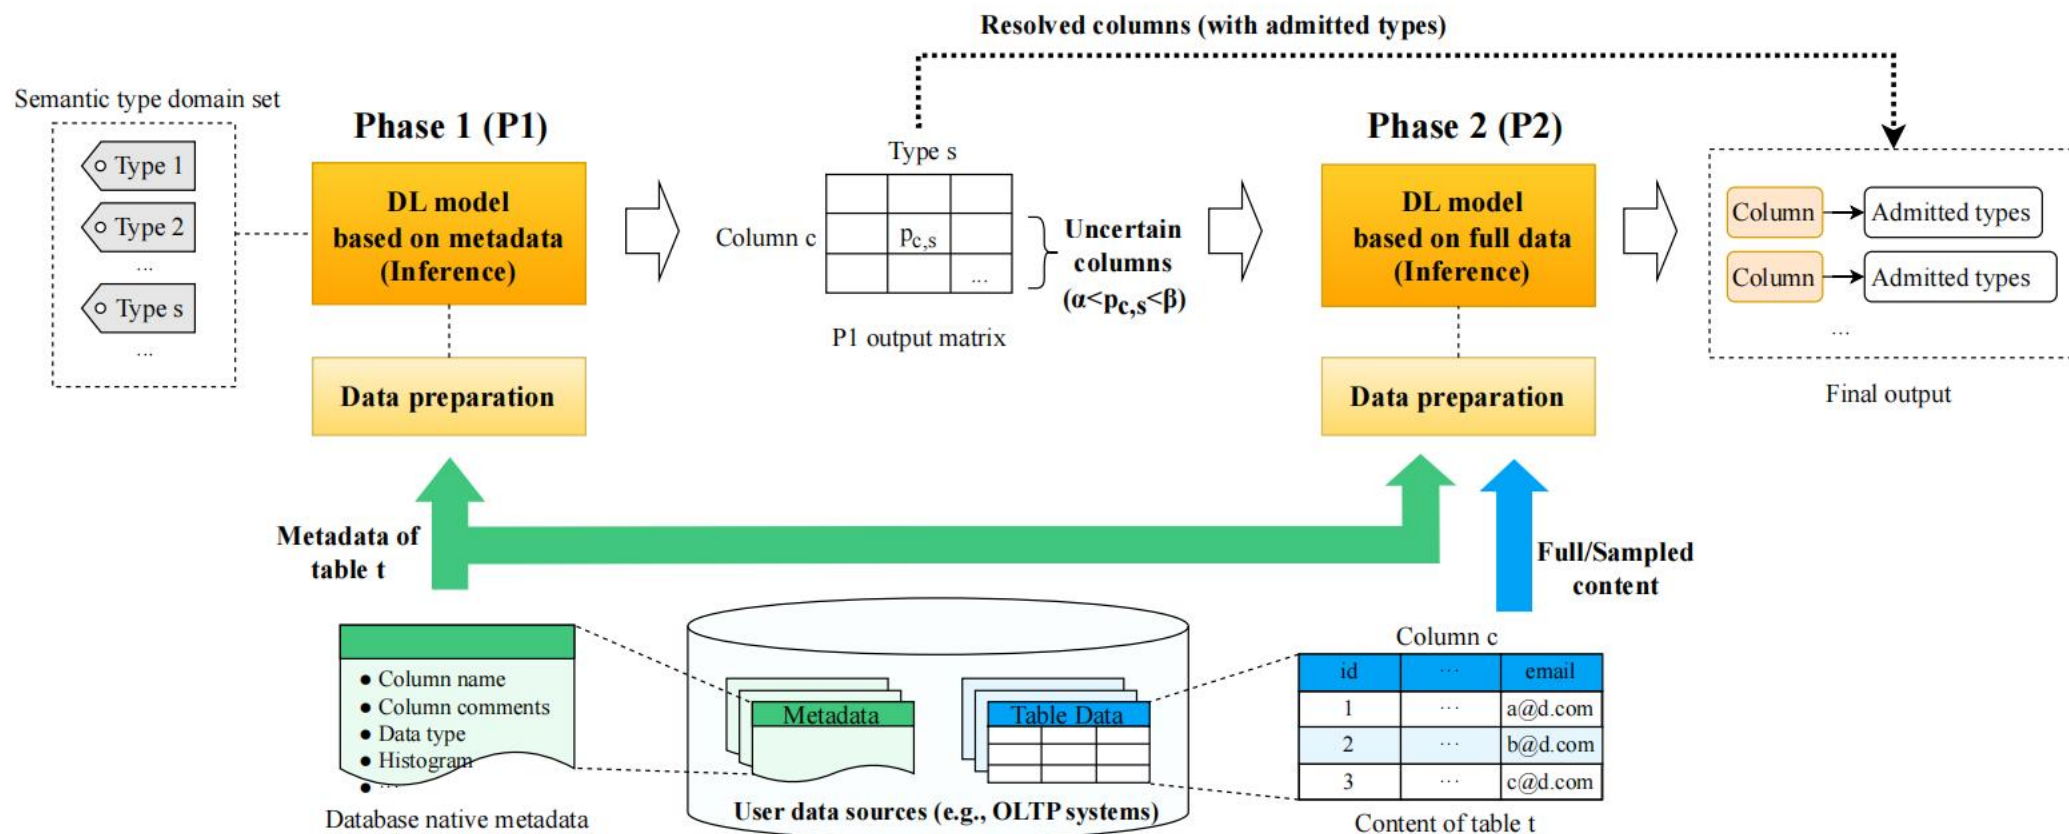 Resolved columns (with admitted types)
Semantic type domain set
Type 1
Type 2
...
Type s
...
Phase 1 (P1)
DL model
based on metadata
(Inference)
Data preparation
Type s
Column c
p_c,s
...
P1 output matrix
Uncertain
columns
(α<p_c,s<β)
Phase 2 (P2)
DL model
based on full data
(Inference)
Data preparation
Column
Admitted types
Column
Admitted types
...
Final output
Metadata of
table t
Full/Sampled
content
● Column name
● Column comments
● Data type
● Histogram
● ...
Database native metadata
Metadata
Table Data
User data sources (e.g., OLTP systems)
Column c
id ... email
1 ... a@d.com
2 ... b@d.com
3 ... c@d.com
Content of table t